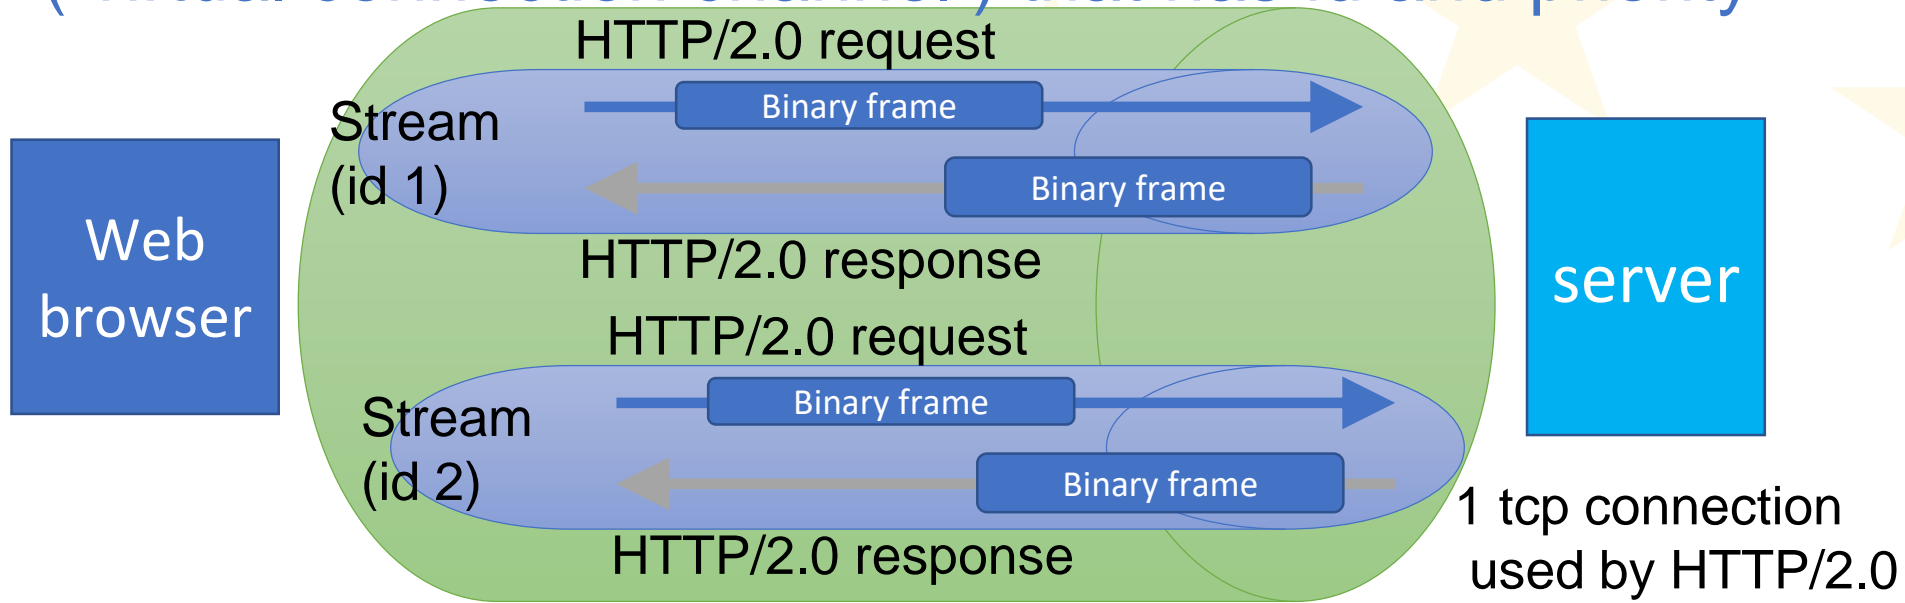 HTTP/2.0 request
Binary frame
Stream
(id 1)
Binary frame
HTTP/2.0 response
Web
browser
server
HTTP/2.0 request
Binary frame
Stream
(id 2)
Binary frame
HTTP/2.0 response
1 tcp connection
used by HTTP/2.0